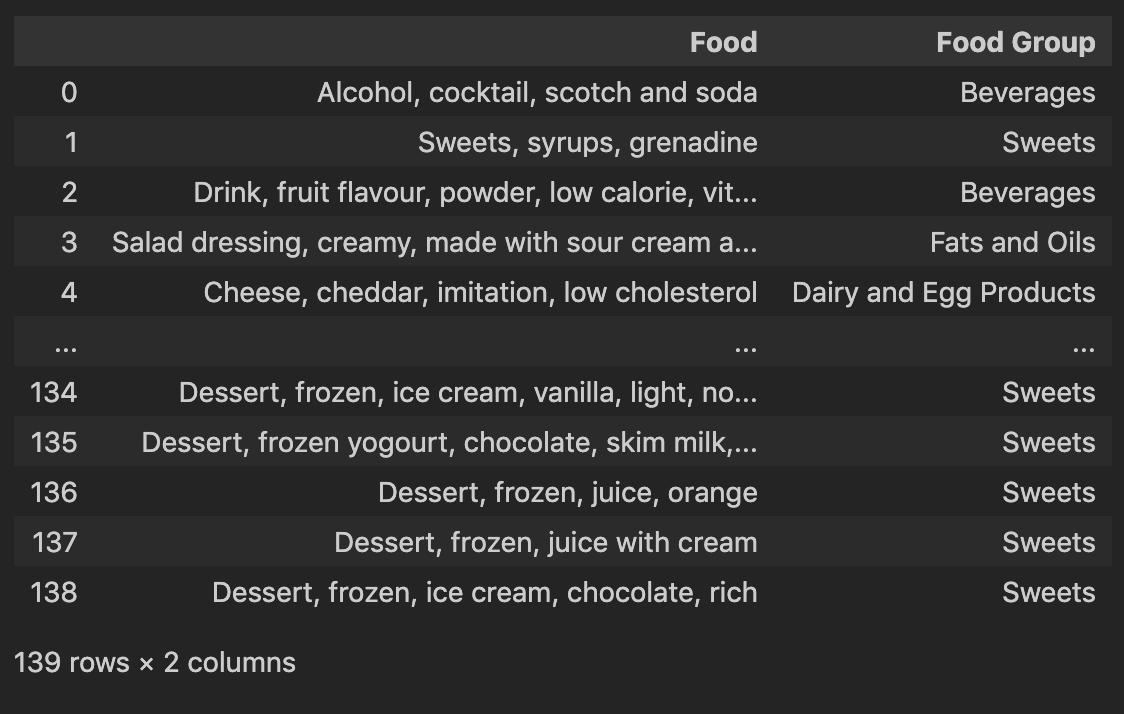 Food Food Group
0 Alcohol, cocktail, scotch and soda Beverages
1 Sweets, syrups, grenadine Sweets
2 Drink, fruit flavour, powder, low calorie, vit... Beverages
3 Salad dressing, creamy, made with sour cream a... Fats and Oils
4 Cheese, cheddar, imitation, low cholesterol Dairy and Egg Products
... ... ...
134 Dessert, frozen, ice cream, vanilla, light, no... Sweets
135 Dessert, frozen yogourt, chocolate, skim milk,... Sweets
136 Dessert, frozen, juice, orange Sweets
137 Dessert, frozen, juice with cream Sweets
138 Dessert, frozen, ice cream, chocolate, rich Sweets
139 rows × 2 columns